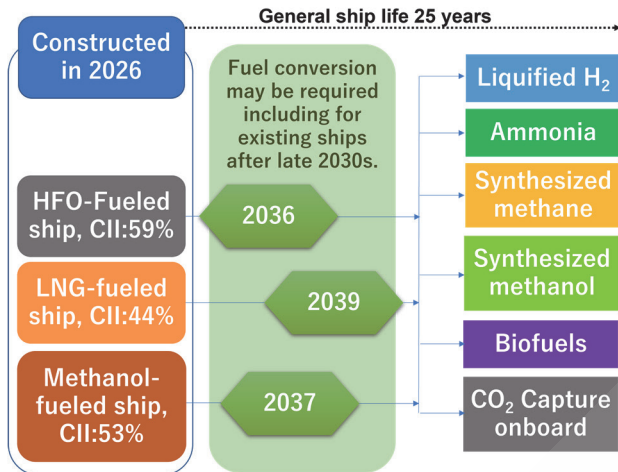 General ship life 25 years
Constructed
in 2026
Fuel conversion
may be required
including for
existing ships
after late 2030s.
HFO-Fueled
ship, CII:59%
2036
LNG-fueled
ship, CII:44%
2039
Methanol-
fueled ship,
CII:53%
2037
Liquified H₂
Ammonia
Synthesized
methane
Synthesized
methanol
Biofuels
CO₂ Capture
onboard